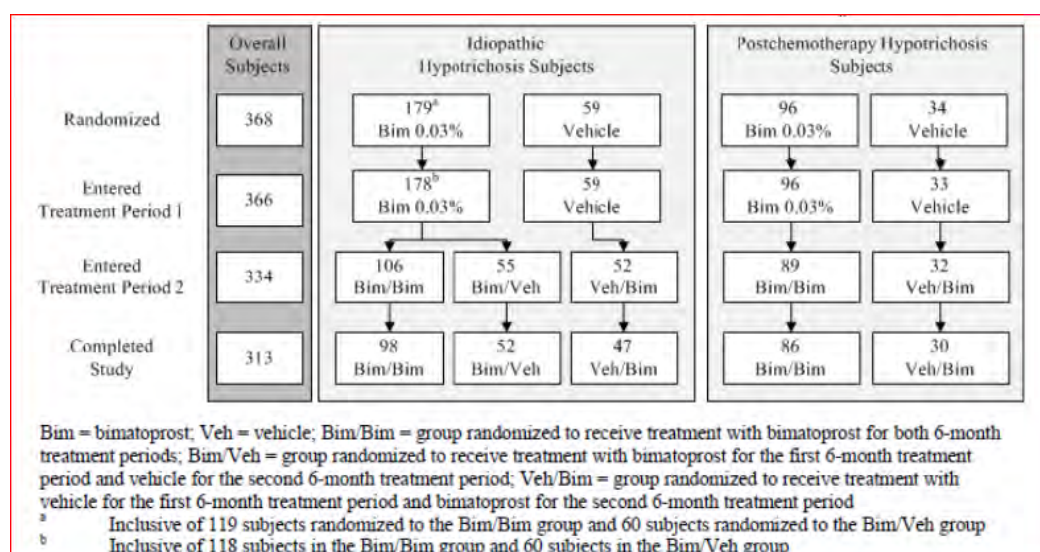 Overall Subjects
Idiopathic Hypotrichosis Subjects
Postchemotherapy Hypotrichosis Subjects
Randomized
368
179a Bim 0.03%
59 Vehicle
96 Bim 0.03%
34 Vehicle
Entered Treatment Period 1
366
178b Bim 0.03%
59 Vehicle
96 Bim 0.03%
33 Vehicle
Entered Treatment Period 2
334
106 Bim/Bim
55 Bim/Veh
52 Veh/Bim
89 Bim/Bim
32 Veh/Bim
Completed Study
313
98 Bim/Bim
52 Bim/Veh
47 Veh/Bim
86 Bim/Bim
30 Veh/Bim
Bim = bimatoprost; Veh = vehicle; Bim/Bim = group randomized to receive treatment with bimatoprost for both 6-month
treatment periods; Bim/Veh = group randomized to receive treatment with bimatoprost for the first 6-month treatment
period and vehicle for the second 6-month treatment period; Veh/Bim = group randomized to receive treatment with
vehicle for the first 6-month treatment period and bimatoprost for the second 6-month treatment period
a Inclusive of 119 subjects randomized to the Bim/Bim group and 60 subjects randomized to the Bim/Veh group
b Inclusive of 118 subjects in the Bim/Bim group and 60 subjects in the Bim/Veh group